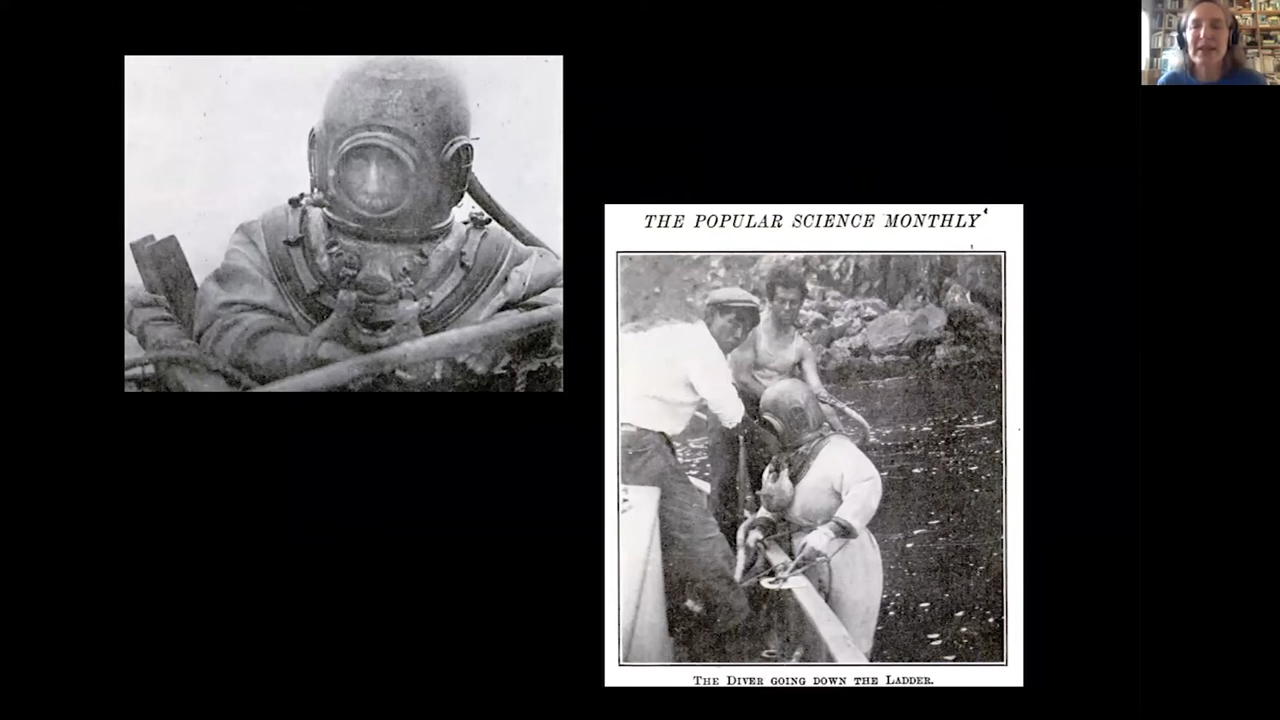 THE POPULAR SCIENCE MONTHLY
THE DIVER GOING DOWN THE LADDER.